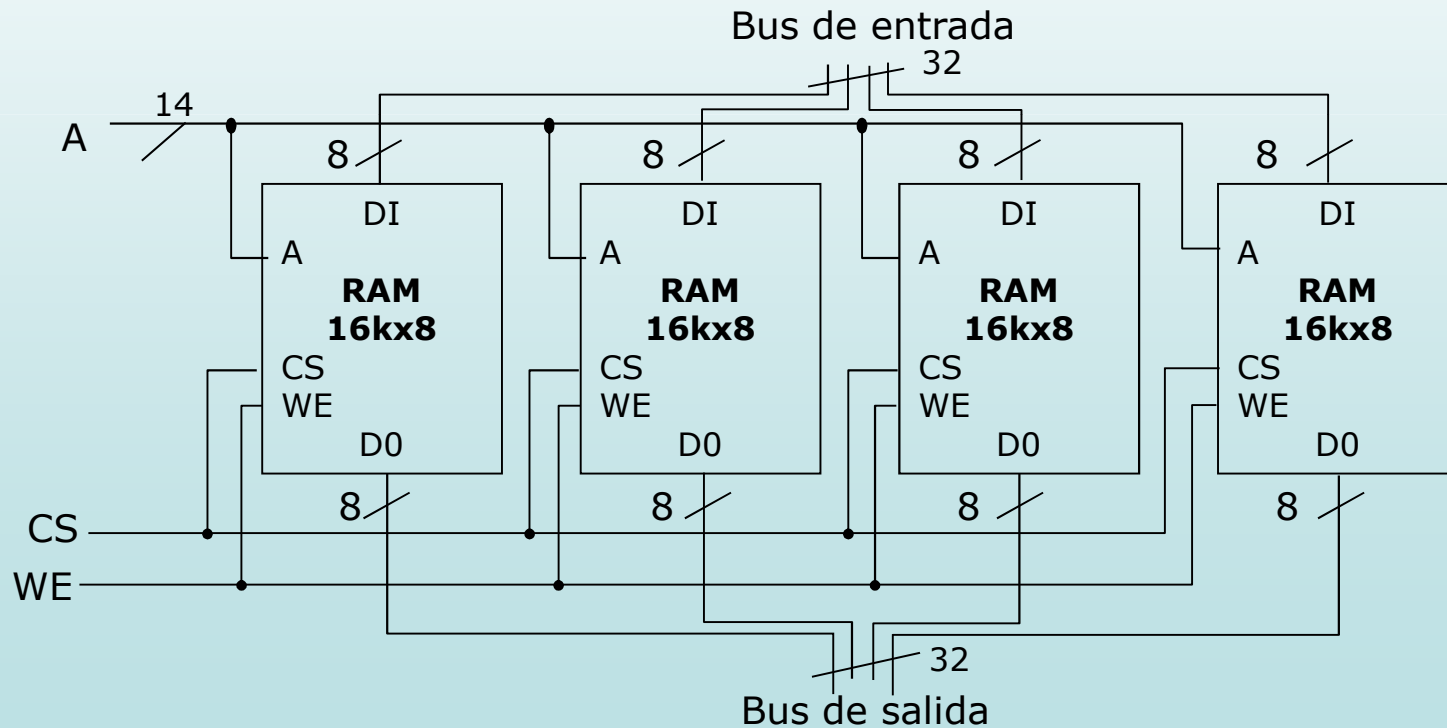 Bus de entrada
32
14
A
8
8
8
8
DI
DI
DI
DI
A
A
A
A
RAM
16kx8
RAM
16kx8
RAM
16kx8
RAM
16kx8
CS
CS
CS
CS
WE
WE
WE
WE
D0
D0
D0
D0
8
8
8
8
CS
WE
32
Bus de salida